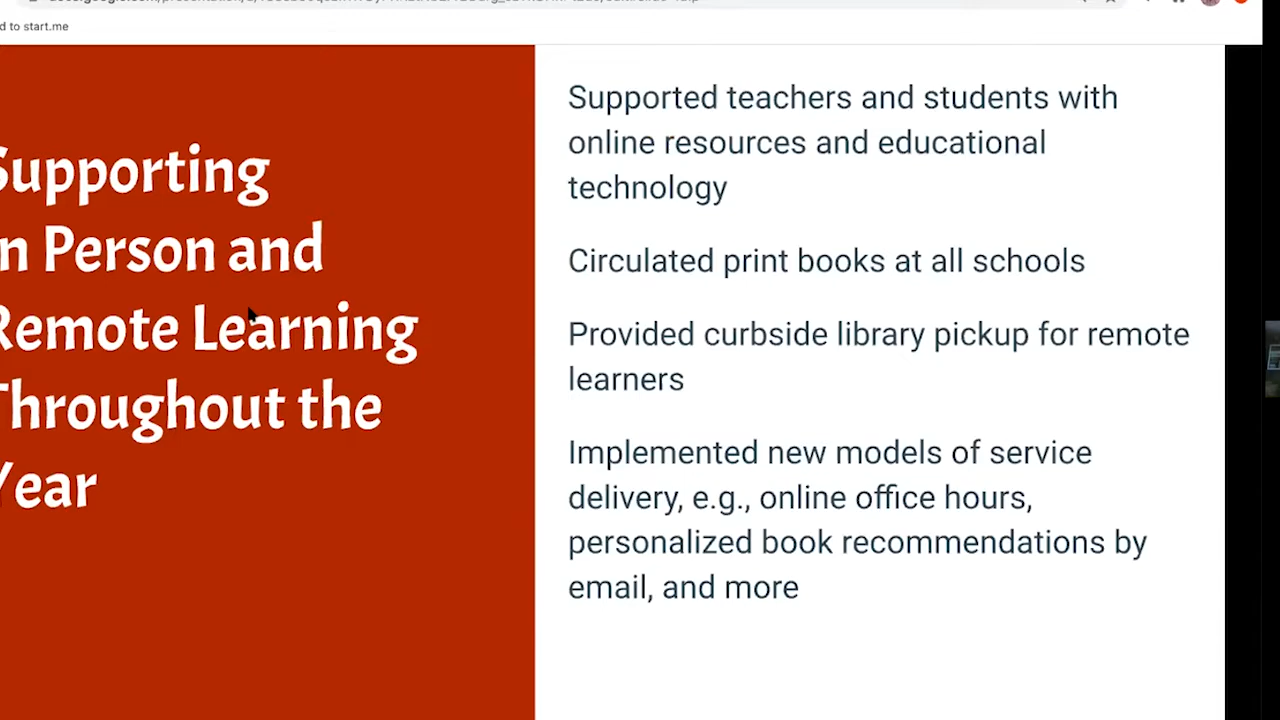 d to start.me
Supporting
n Person and
Remote Learning
Throughout the
Year
Supported teachers and students with
online resources and educational
technology
Circulated print books at all schools
Provided curbside library pickup for remote
learners
Implemented new models of service
delivery, e.g., online office hours,
personalized book recommendations by
email, and more